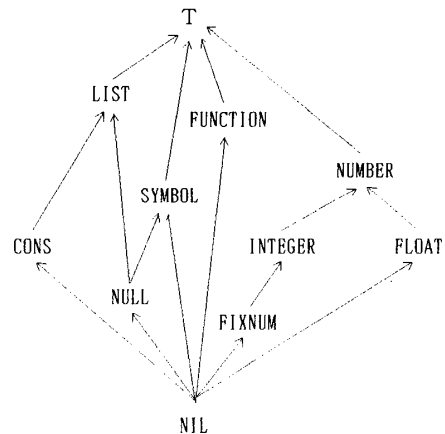 T
LIST
FUNCTION
NUMBER
SYMBOL
CONS
INTEGER
FLOAT
NULL
FIXNUM
NIL